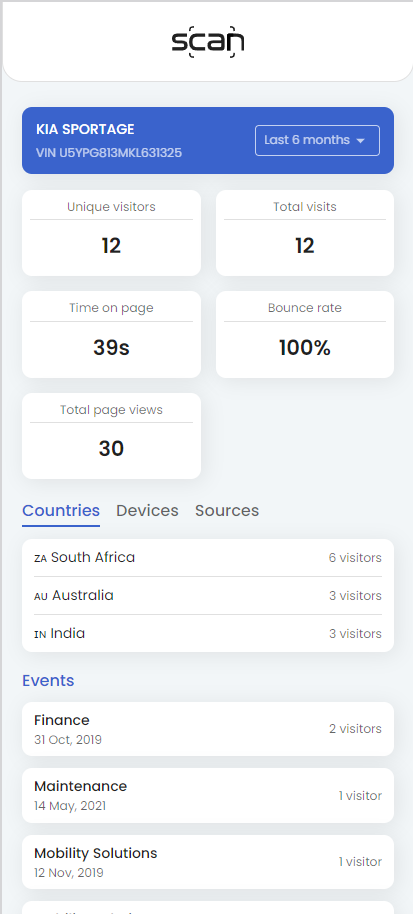 scan
KIA SPORTAGE
VIN U5YPG813MKL631325
Last 6 months
Unique visitors
12
Total visits
12
Time on page
39s
Bounce rate
100%
Total page views
30
Countries Devices Sources
ZA South Africa 6 visitors
AU Australia 3 visitors
IN India 3 visitors
Events
Finance
31 Oct, 2019
2 visitors
Maintenance
14 May, 2021
1 visitor
Mobility Solutions
12 Nov, 2019
1 visitor